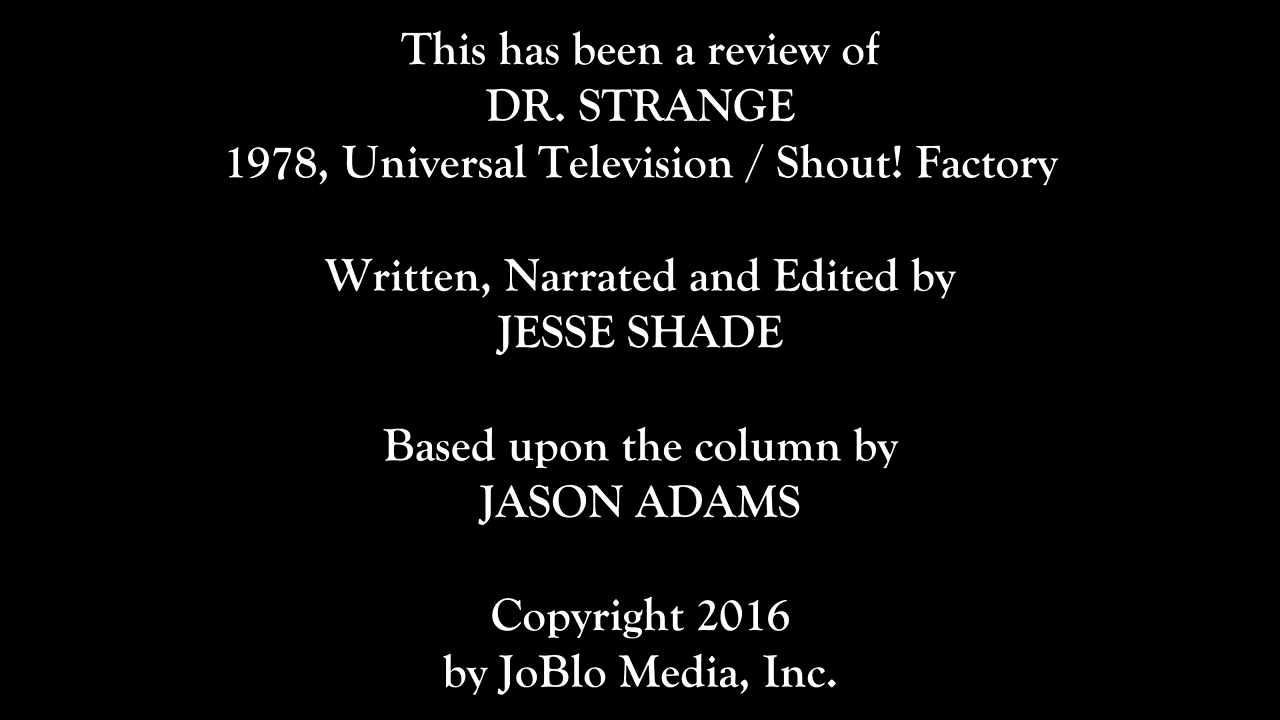 This has been a review of
DR. STRANGE
1978, Universal Television / Shout! Factory
Written, Narrated and Edited by
JESSE SHADE
Based upon the column by
JASON ADAMS
Copyright 2016
by JoBlo Media, Inc.